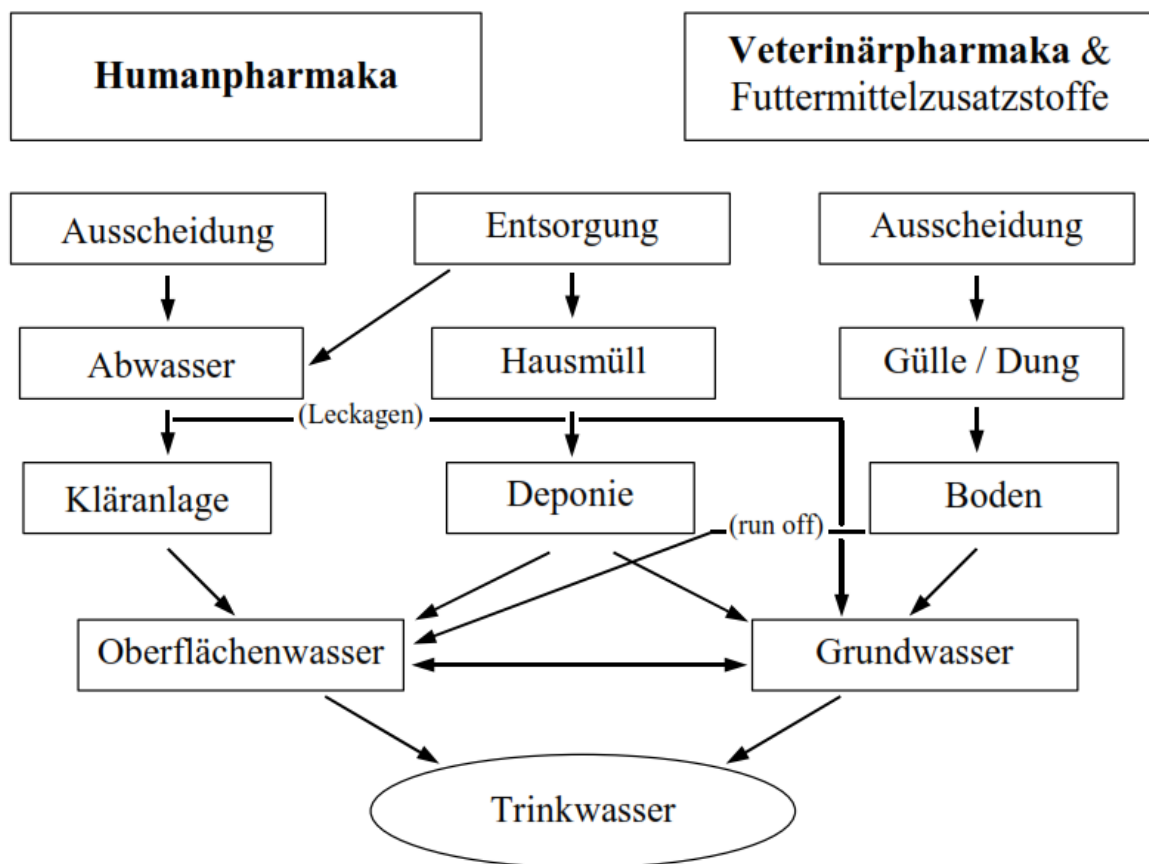 Humanpharmaka
Veterinärpharmaka &
Futtermittelzusatzstoffe
Ausscheidung
Entsorgung
Ausscheidung
Abwasser
Hausmüll
Gülle / Dung
(Leckagen)
Kläranlage
Deponie
Boden
(run off)
Oberflächenwasser
Grundwasser
Trinkwasser